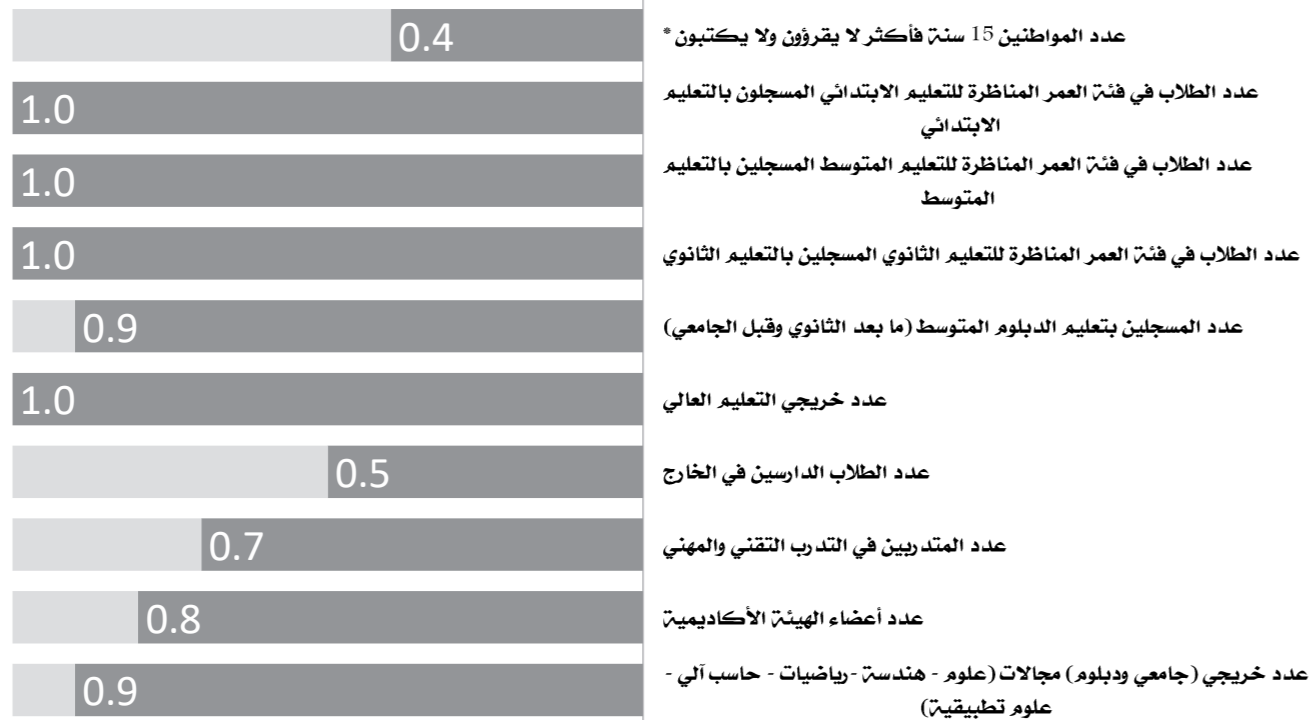 عدد المواطنين 15 سنة فأكثر لا يقرؤون ولا يكتبون *
0.4
عدد الطلاب في فئة العمر المناظرة للتعليم الابتدائي المسجلون بالتعليم
الابتدائي
1.0
عدد الطلاب في فئة العمر المناظرة للتعليم المتوسط المسجلين بالتعليم
المتوسط
1.0
عدد الطلاب في فئة العمر المناظرة للتعليم الثانوي المسجلين بالتعليم الثانوي
1.0
عدد المسجلين بتعليم الدبلوم المتوسط (ما بعد الثانوي وقبل الجامعي)
0.9
عدد خريجي التعليم العالي
1.0
عدد الطلاب الدارسين في الخارج
0.5
عدد المتدربين في التدرب التقني والمهني
0.7
عدد أعضاء الهيئة الأكاديمية
0.8
عدد خريجي (جامعي ودبلوم) مجالات (علوم - هندسة -رياضيات - حاسب آلي -
علوم تطبيقية)
0.9